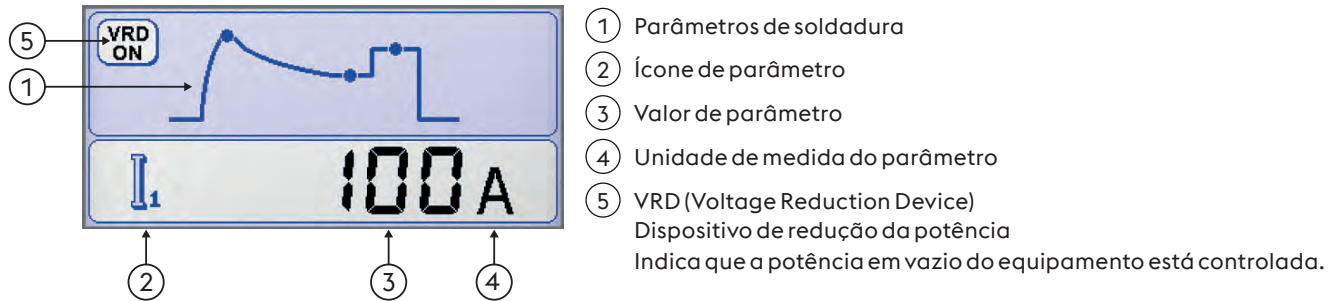 5
VRD
ON
1
I1
100 A
2
3
4
1 Parâmetros de soldadura
2 Ícone de parâmetro
3 Valor de parâmetro
4 Unidade de medida do parâmetro
5 VRD (Voltage Reduction Device)
Dispositivo de redução da potência
Indica que a potência em vazio do equipamento está controlada.